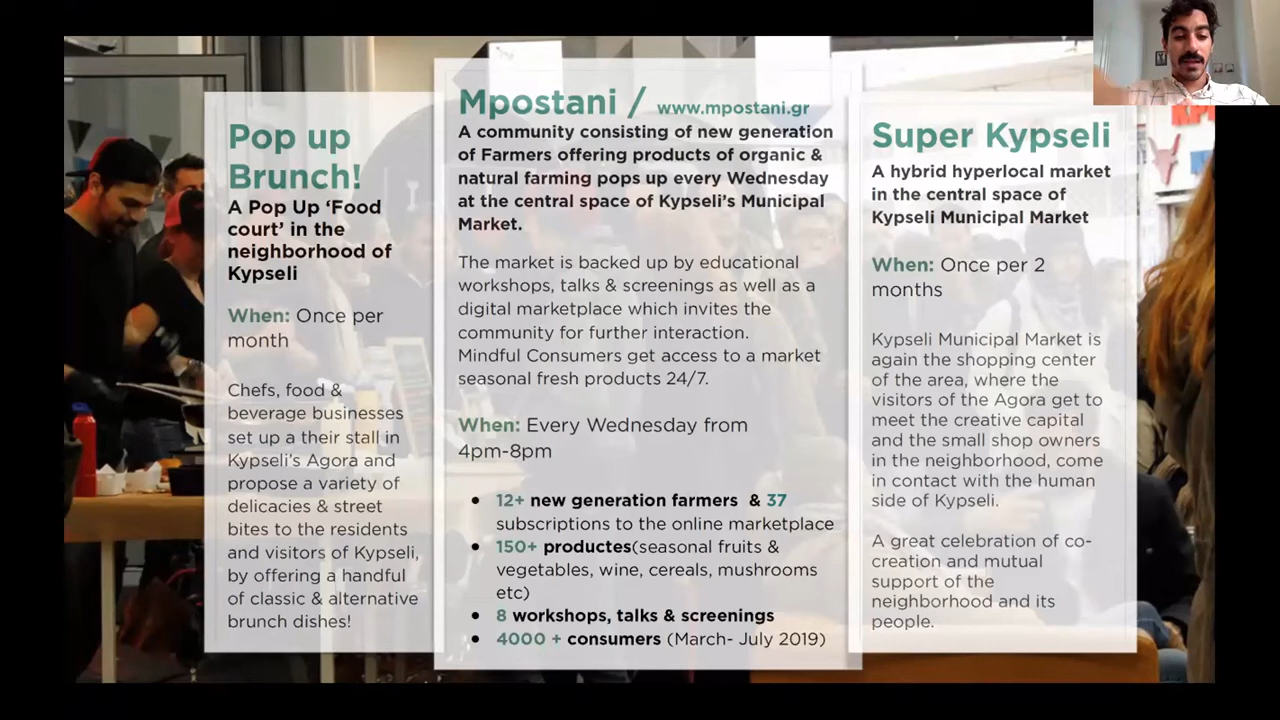 Pop up
Brunch!
A Pop Up ‘Food
court’ in the
neighborhood of
Kypseli
When: Once per
month
Chefs, food &
beverage businesses
set up a their stall in
Kypseli’s Agora and
propose a variety of
delicacies & street
bites to the residents
and visitors of Kypseli,
by offering a handful
of classic & alternative
brunch dishes!
Mpostani / www.mpostani.gr
A community consisting of new generation
of Farmers offering products of organic &
natural farming pops up every Wednesday
at the central space of Kypseli’s Municipal
Market.
The market is backed up by educational
workshops, talks & screenings as well as a
digital marketplace which invites the
community for further interaction.
Mindful Consumers get access to a market
seasonal fresh products 24/7.
When: Every Wednesday from
4pm-8pm
• 12+ new generation farmers & 37
subscriptions to the online marketplace
• 150+ productes(seasonal fruits &
vegetables, wine, cereals, mushrooms
etc)
• 8 workshops, talks & screenings
• 4000 + consumers (March- July 2019)
Super Kypseli
A hybrid hyperlocal market
in the central space of
Kypseli Municipal Market
When: Once per 2
months
Kypseli Municipal Market is
again the shopping center
of the area, where the
visitors of the Agora get to
meet the creative capital
and the small shop owners
in the neighborhood, come
in contact with the human
side of Kypseli.
A great celebration of co-
creation and mutual
support of the
neighborhood and its
people.